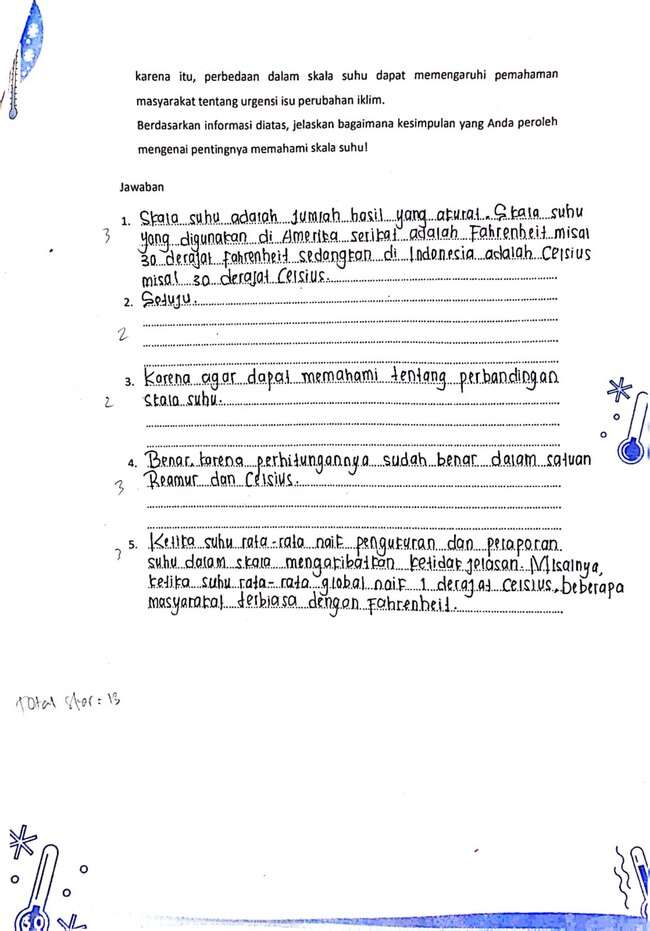 karena itu, perbedaan dalam skala suhu dapat memengaruhi pemahaman
masyarakat tentang urgensi isu perubahan iklim.
Berdasarkan informasi diatas, jelaskan bagaimana kesimpulan yang Anda peroleh
mengenai pentingnya memahami skala suhu!
Jawaban
1. Skala suhu adalah jumlah hasil yang akurat. Skala suhu
3 yang digunakan di Amerika serikat adalah Fahrenheit misal
30 derajat fahrenheit sedangkan di Indonesia adalah Celsius
misal 30 derajat Celsius.
2. Setuju.
2
3. Karena agar dapat memahami tentang perbandingan
2 skala suhu.
4. Benar, karena perhitungannya sudah benar dalam satuan
3 Reamur dan Celsius.
5. Ketika suhu rata-rata naik pengukuran dan pelaporan
3 suhu dalam skala mengakibatkan ketidak jelasan. Misalnya,
ketika suhu rata-rata global naik 1 derajat Celsius, beberapa
masyarakat terbiasa dengan Fahrenheit.
Total skor: 13